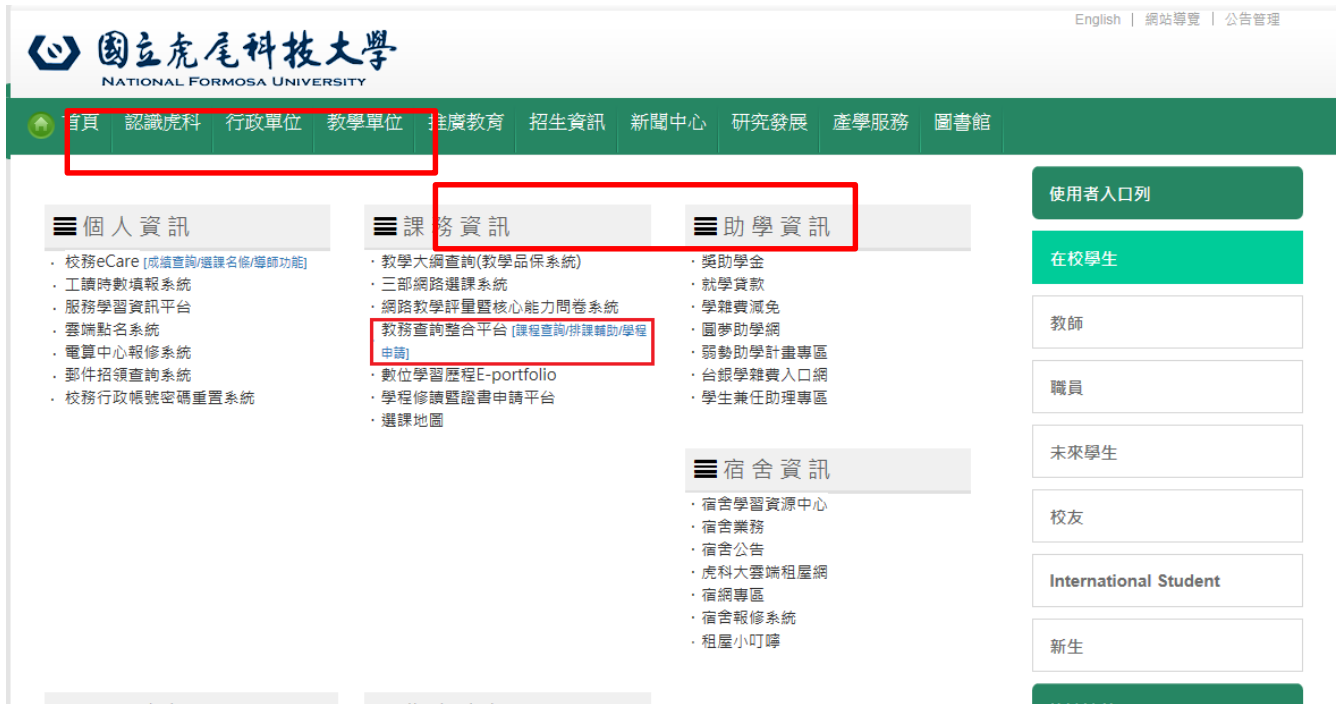 English | 網站導覽 | 公告管理
國立虎尾科技大學
NATIONAL FORMOSA UNIVERSITY
首頁 認識虎科 行政單位 教學單位 推廣教育 招生資訊 新聞中心 研究發展 產學服務 圖書館
個人資訊
· 校務eCare [成績查詢/選課名條/導師功能]
· 工讀時數填報系統
· 服務學習資訊平台
· 雲端點名系統
· 電算中心報修系統
· 郵件招領查詢系統
· 校務行政帳號密碼重置系統
課務資訊
· 教學大綱查詢(教學品保系統)
· 三部網路選課系統
· 網路教學評量暨核心能力問卷系統
· 教務查詢整合平台 [課程查詢/排課輔助/學程
申請]
· 數位學習歷程E-portfolio
· 學程修讀暨證書申請平台
· 選課地圖
助學資訊
· 獎助學金
· 就學貸款
· 學雜費減免
· 圓夢助學網
· 弱勢助學計畫專區
· 台銀學雜費入口網
· 學生兼任助理專區
宿舍資訊
· 宿舍學習資源中心
· 宿舍業務
· 宿舍公告
· 虎科大雲端租屋網
· 宿網專區
· 宿舍報修系統
· 租屋小叮嚀
使用者入口列
在校學生
教師
職員
未來學生
校友
International Student
新生